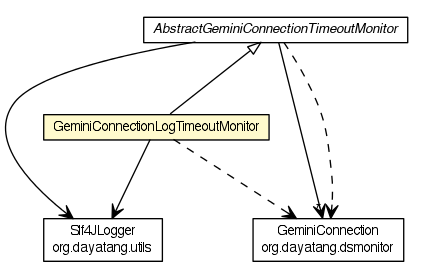 AbstractGeminiConnectionTimeoutMonitor
GeminiConnectionLogTimeoutMonitor
Slf4JLogger
org.dayatang.utils
GeminiConnection
org.dayatang.dsmonitor